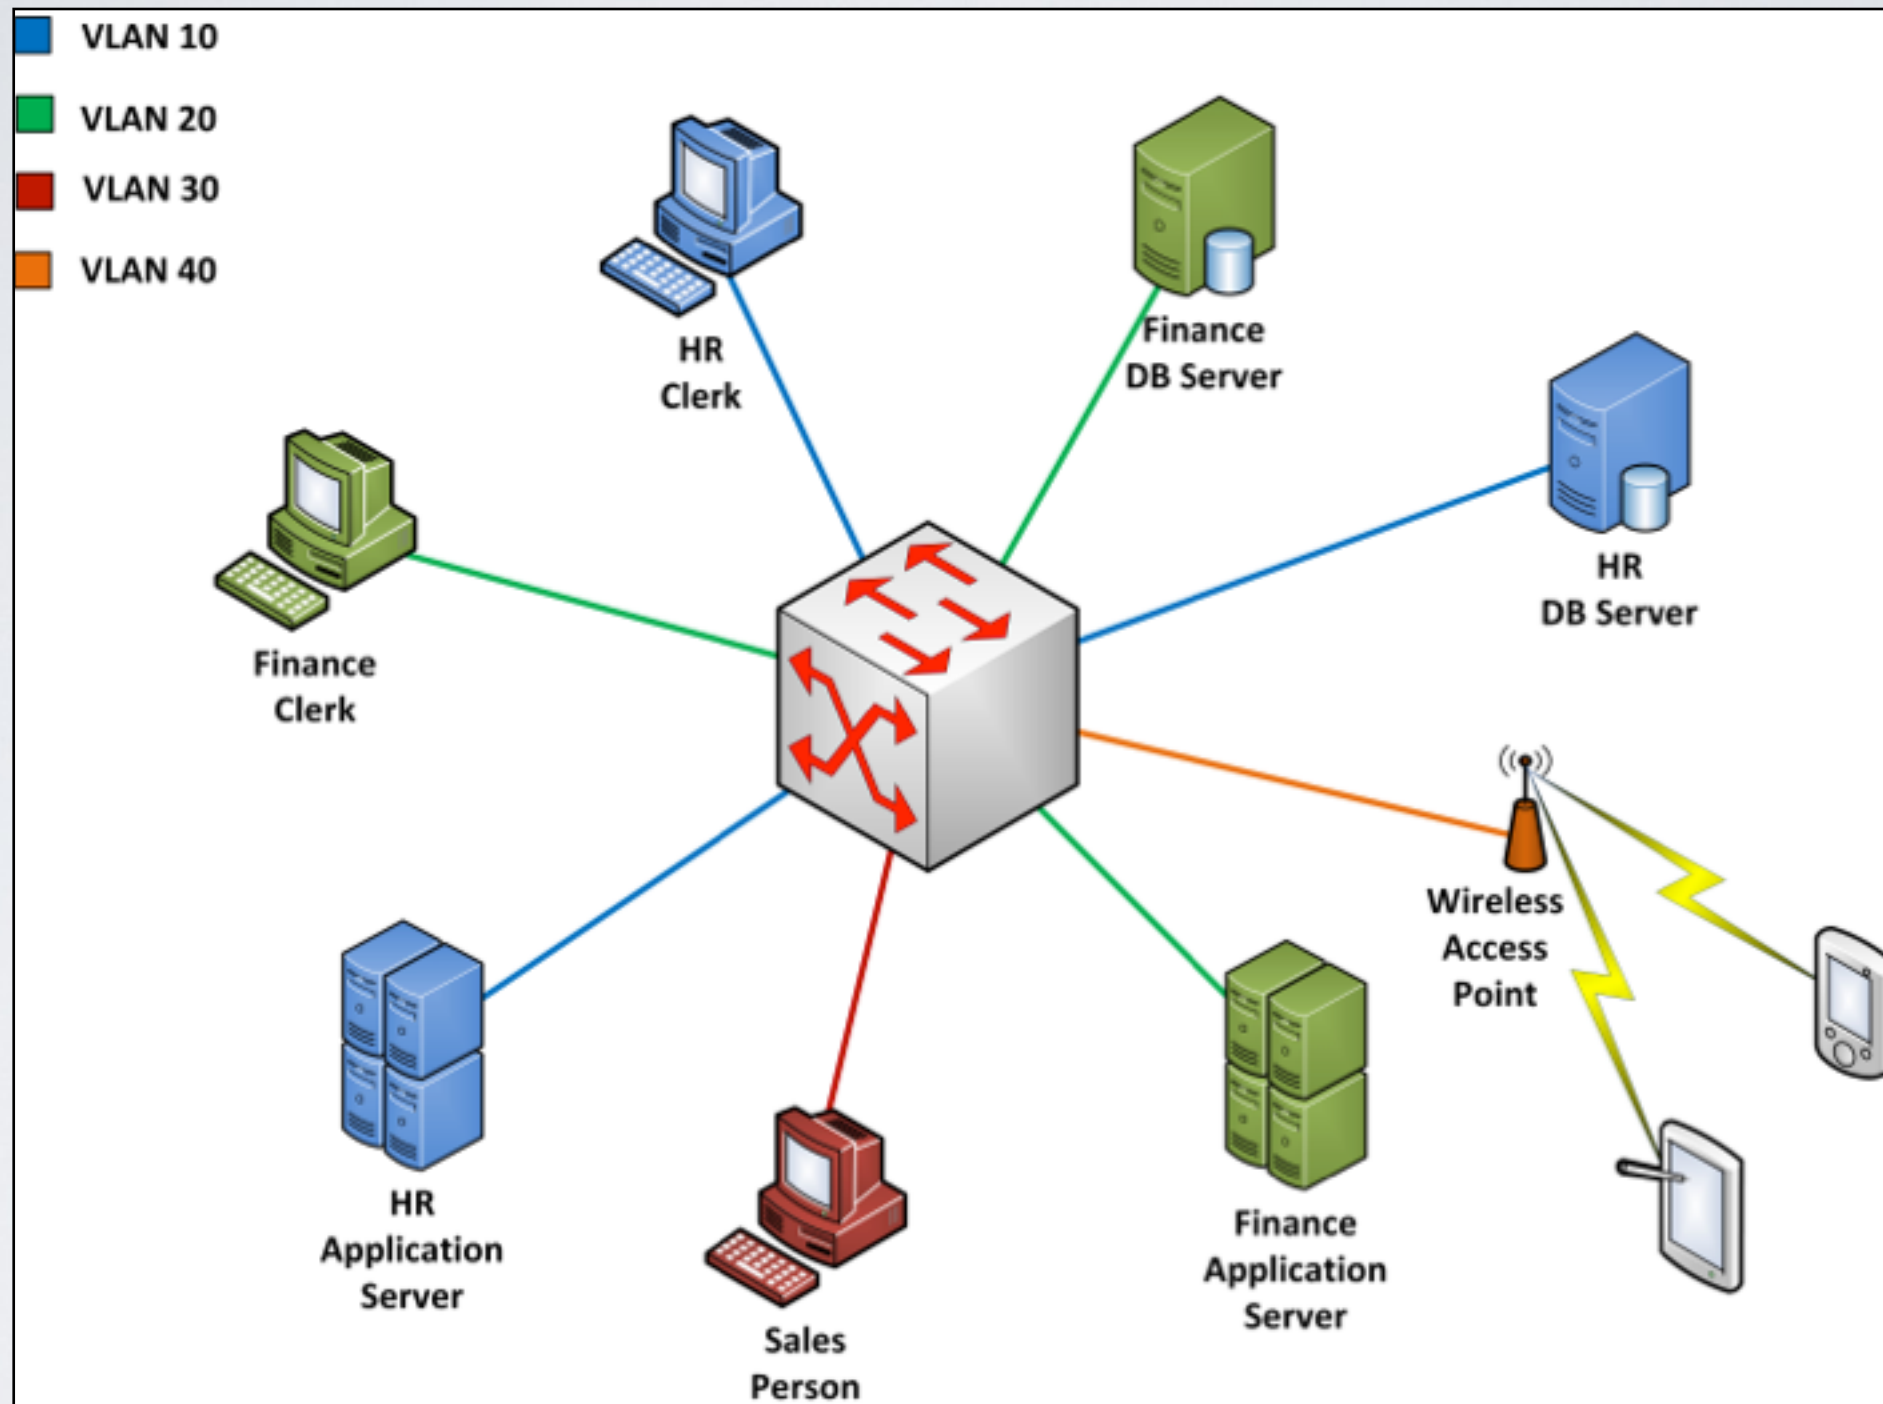 VLAN 10
VLAN 20
VLAN 30
VLAN 40
HR
Clerk
Finance
DB Server
HR
DB Server
Finance
Clerk
Wireless
Access
Point
HR
Application
Server
Finance
Application
Server
Sales
Person